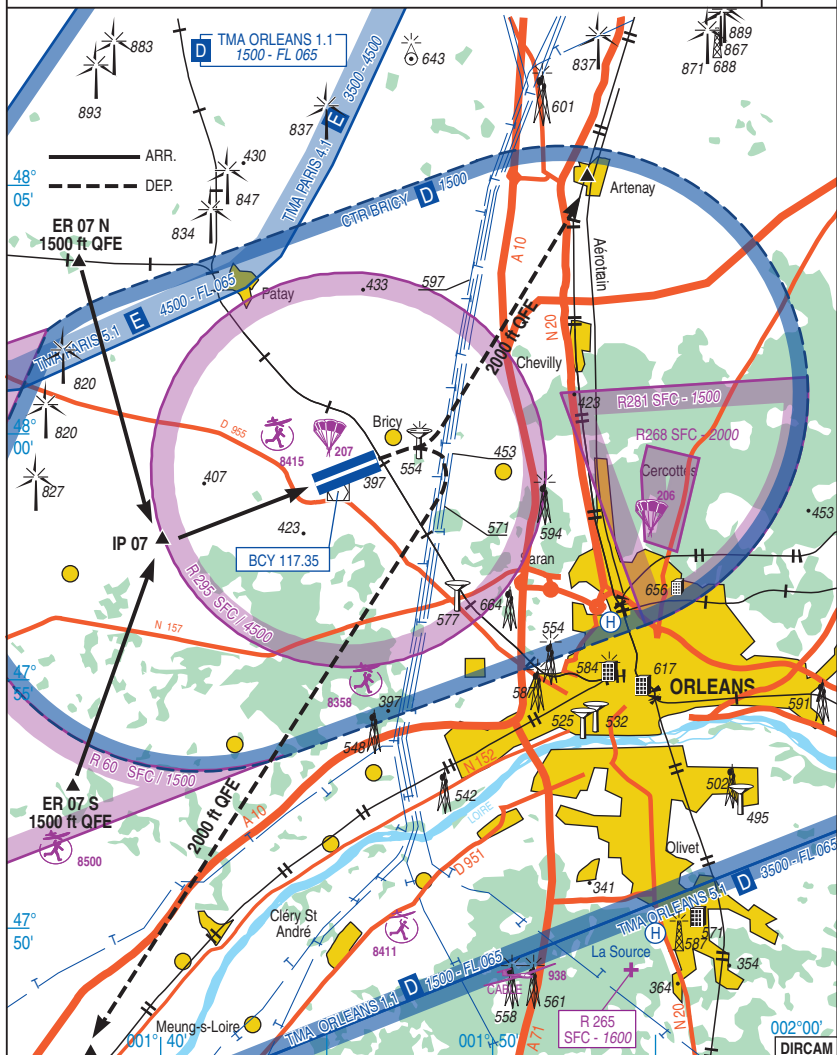 D TMA ORLEANS 1.1
1500 - FL 065
883
893
643
837
889
867
871
688
601
837
TMA PARIS 4.1 E 3500-4500
ARR.
DEP.
430
847
834
48°
05'
ER 07 N
1500 ft QFE
CTR BRICY D 1500
Artenay
A 10
Aérotrain
TMA PARIS 5.1 E 4500 - FL 065
Patay
433
597
N 20
2000 ft QFE
Chevilly
820
820
827
48°
00'
D 955
Bricy
8415
207
397
554
453
407
423
R281 SFC - 1500
R268 SFC - 2000
Cercottes
206
453
423
BCY 117.35
571
594
IP 07
Saran
656
R 295 SFC / 4500
N 157
577
664
554
H
47°
55'
8358
397
587
584
617
ORLEANS
591
548
525
532
R 60 SFC / 1500
ER 07 S
1500 ft QFE
8500
A 10
2000 ft QFE
N 152
542
LOIRE
D 951
502
495
Olivet
341
TMA ORLEANS 5.1 D 3500 - FL 065
47°
50'
Cléry St
André
8411
H
571
587
La Source
354
364
TMA ORLEANS 1.1 D 1500 - FL 065
CABLE
938
558
561
R 265
SFC - 1600
N 20
Meung-s-Loire
001°40'
001°50'
A 71
002°00'
DIRCAM